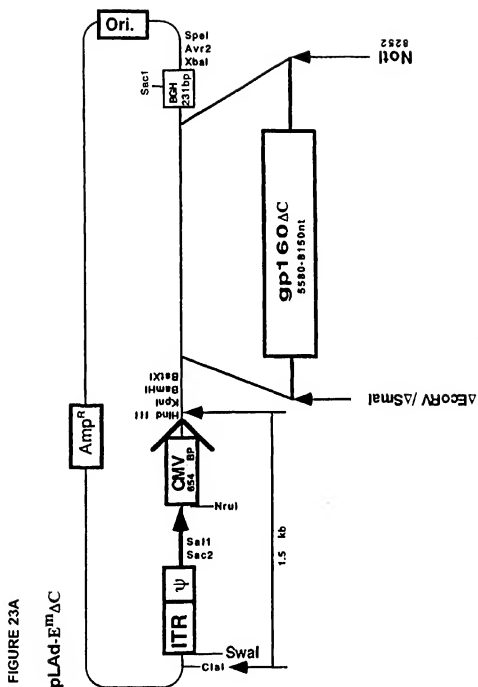 FIGURE 23A
pLAd-EᵐΔC
Ampᴿ
Ori.
SpeI
Avr2
XbaI
Sac1
BGH
231bp
ITR
ψ
Sal1
Sac2
CMV
654 BP
NruI
Hind III
KpnI
BamHI
BstXI
SwaI
ClaI
1.5 kb
gp160ΔC
5580-8150nt
ΔEcoRV/ΔSmaI
NotI
8252